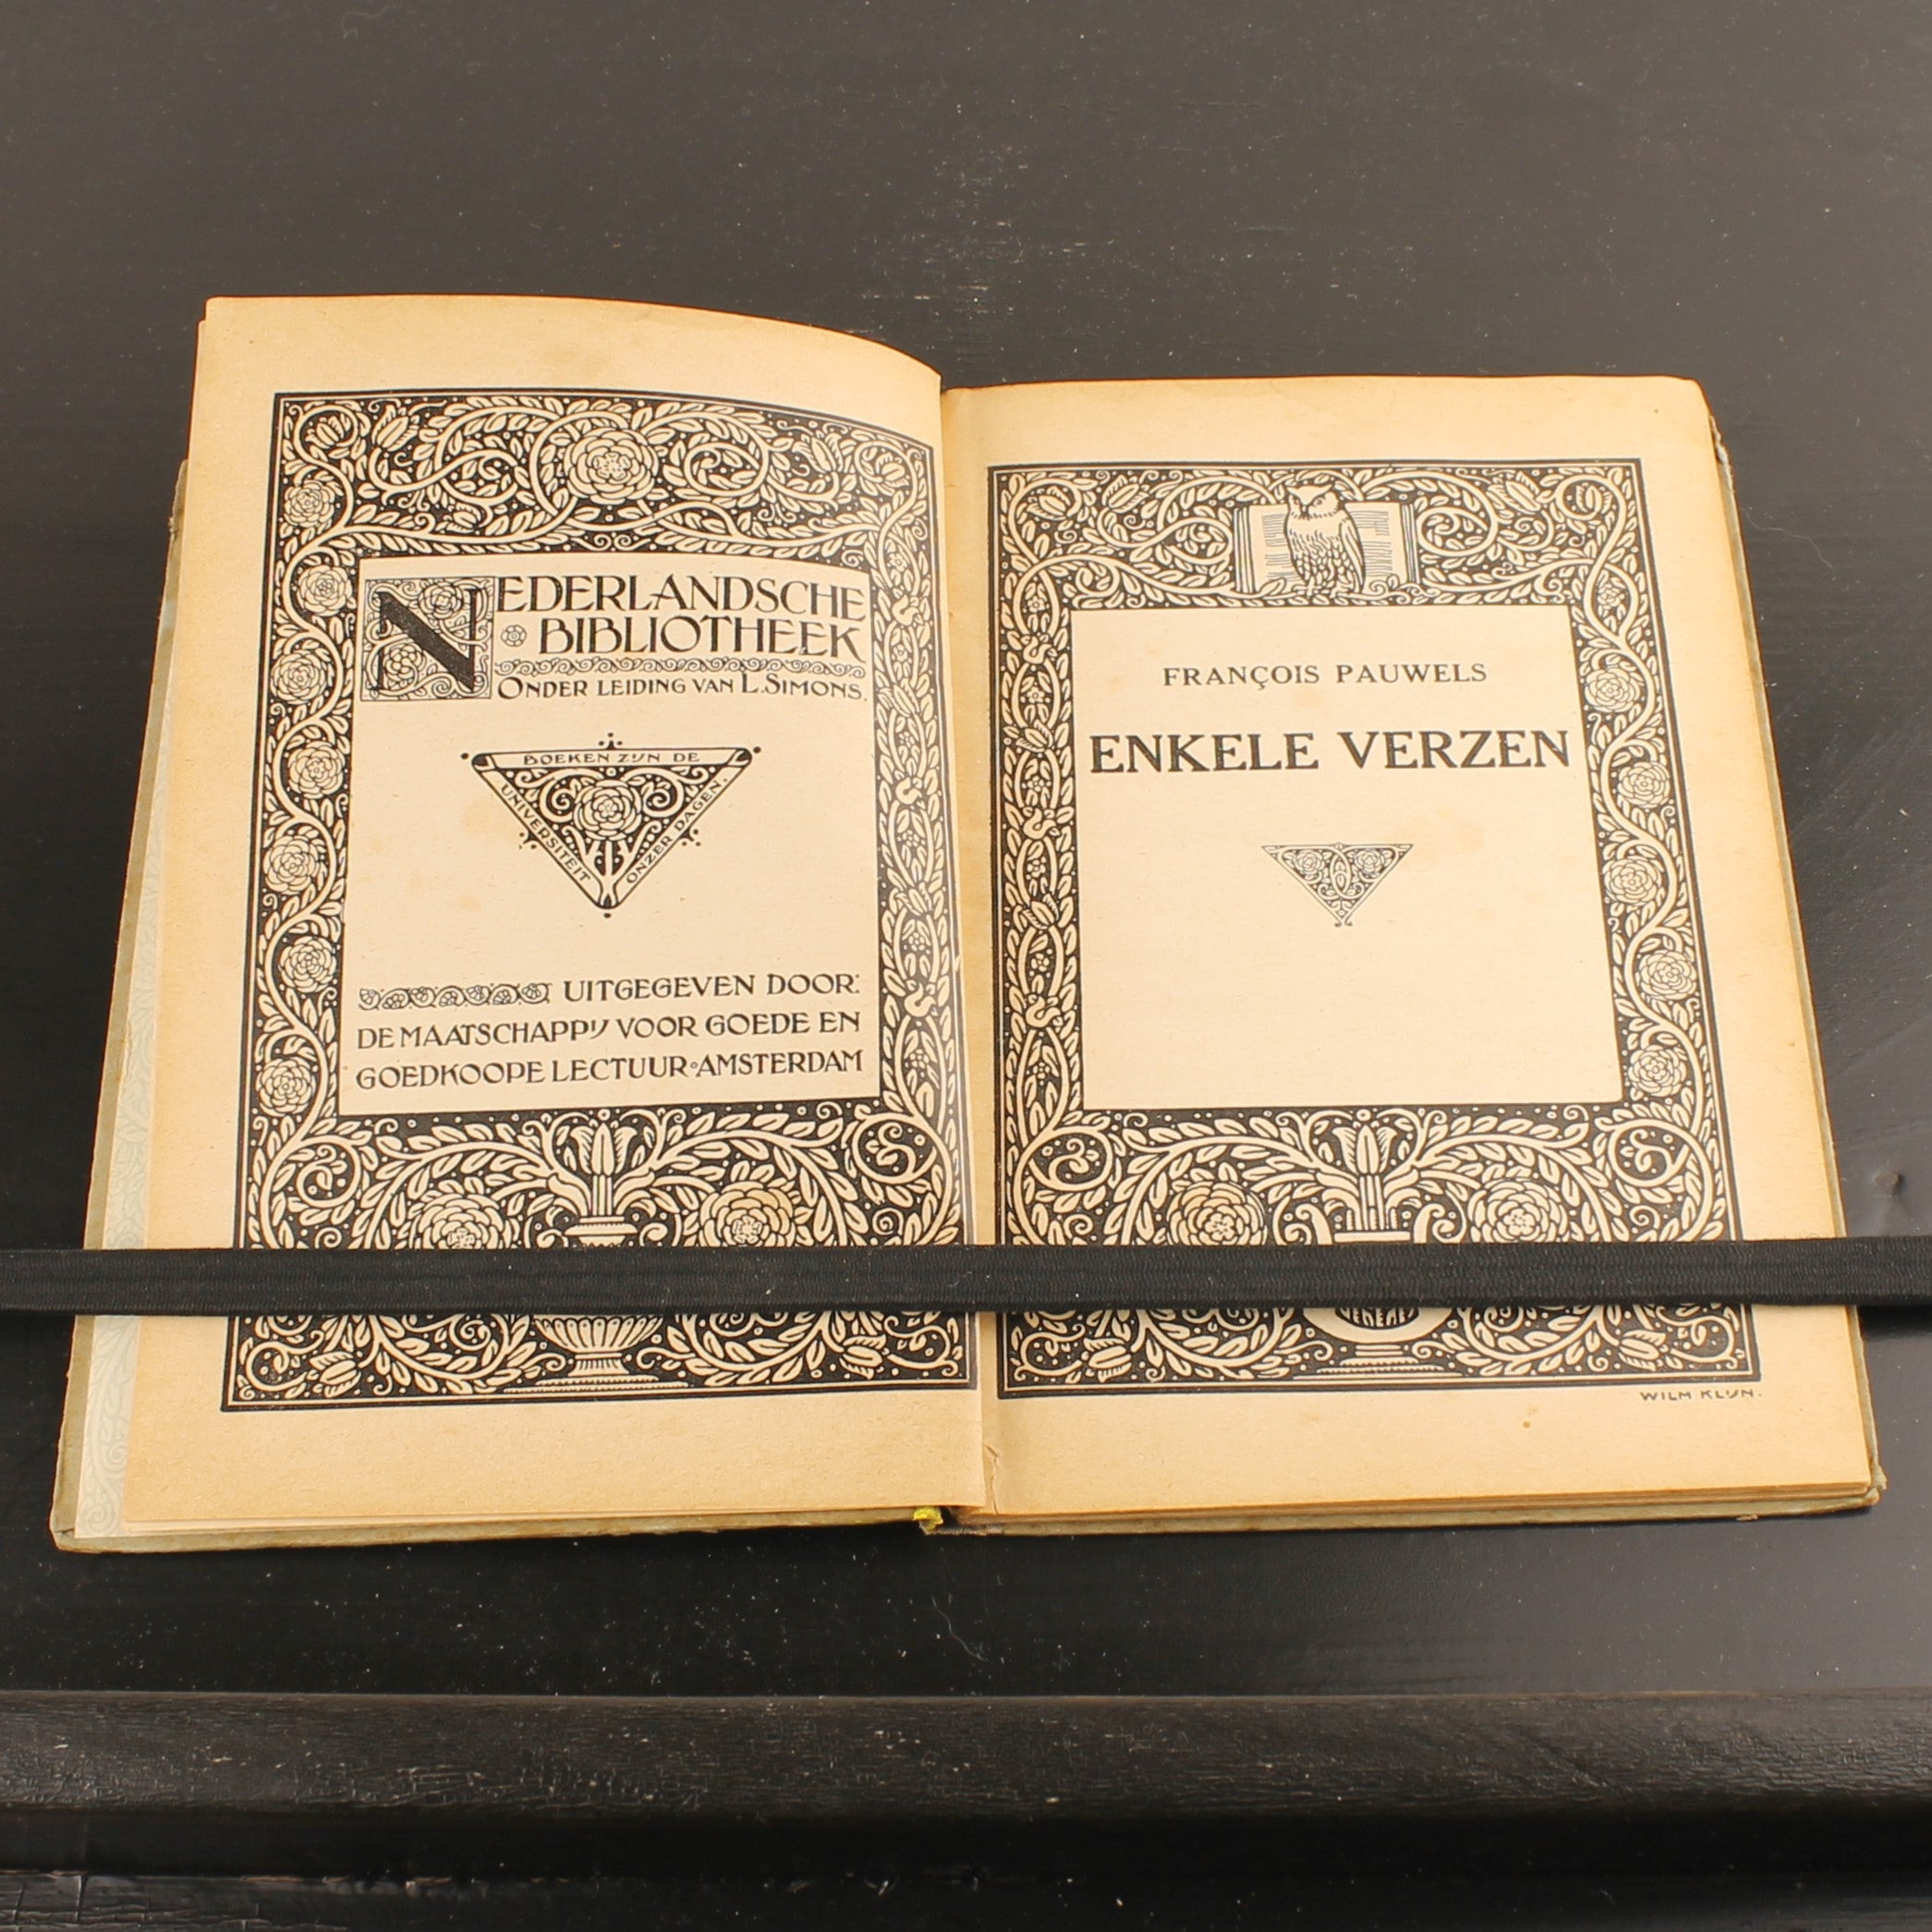 NEDERLANDSCHE
BIBLIOTHEEK
ONDER LEIDING VAN L. SIMONS.
BOEKEN ZIJN DE
UNIVERSITEIT
ONZER DAGEN.
UITGEGEVEN DOOR:
DE MAATSCHAPPIJ VOOR GOEDE EN
GOEDKOOPE LECTUUR · AMSTERDAM
FRANÇOIS PAUWELS
ENKELE VERZEN
WILM KLIJN.